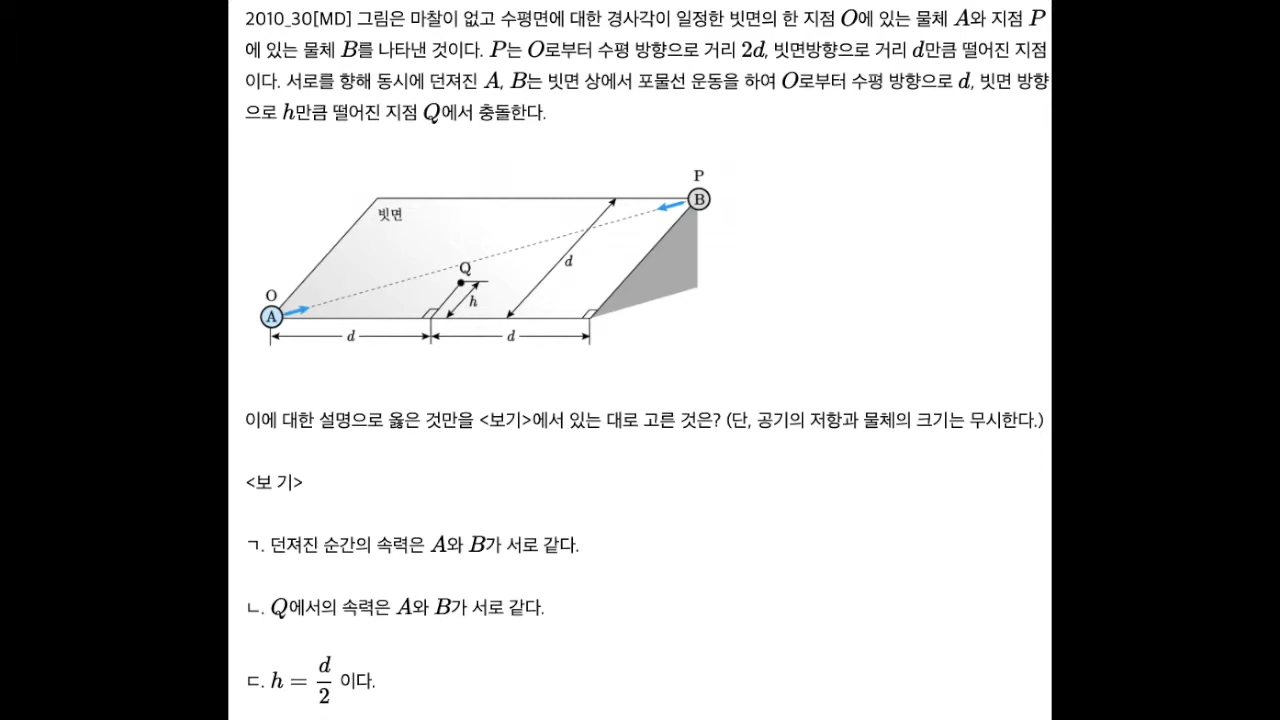 2010_30[MD] 그림은 마찰이 없고 수평면에 대한 경사각이 일정한 빗면의 한 지점 O에 있는 물체 A와 지점 P
에 있는 물체 B를 나타낸 것이다. P는 O로부터 수평 방향으로 거리 2d, 빗면방향으로 거리 d만큼 떨어진 지점
이다. 서로를 향해 동시에 던져진 A, B는 빗면 상에서 포물선 운동을 하여 O로부터 수평 방향으로 d, 빗면 방향
으로 h만큼 떨어진 지점 Q에서 충돌한다.
P
B
빗면
d
Q
h
O
A
d
d
이에 대한 설명으로 옳은 것만을 <보기>에서 있는 대로 고른 것은? (단, 공기의 저항과 물체의 크기는 무시한다.)
<보 기>
ㄱ. 던져진 순간의 속력은 A와 B가 서로 같다.
ㄴ. Q에서의 속력은 A와 B가 서로 같다.
ㄷ. h = d/2 이다.